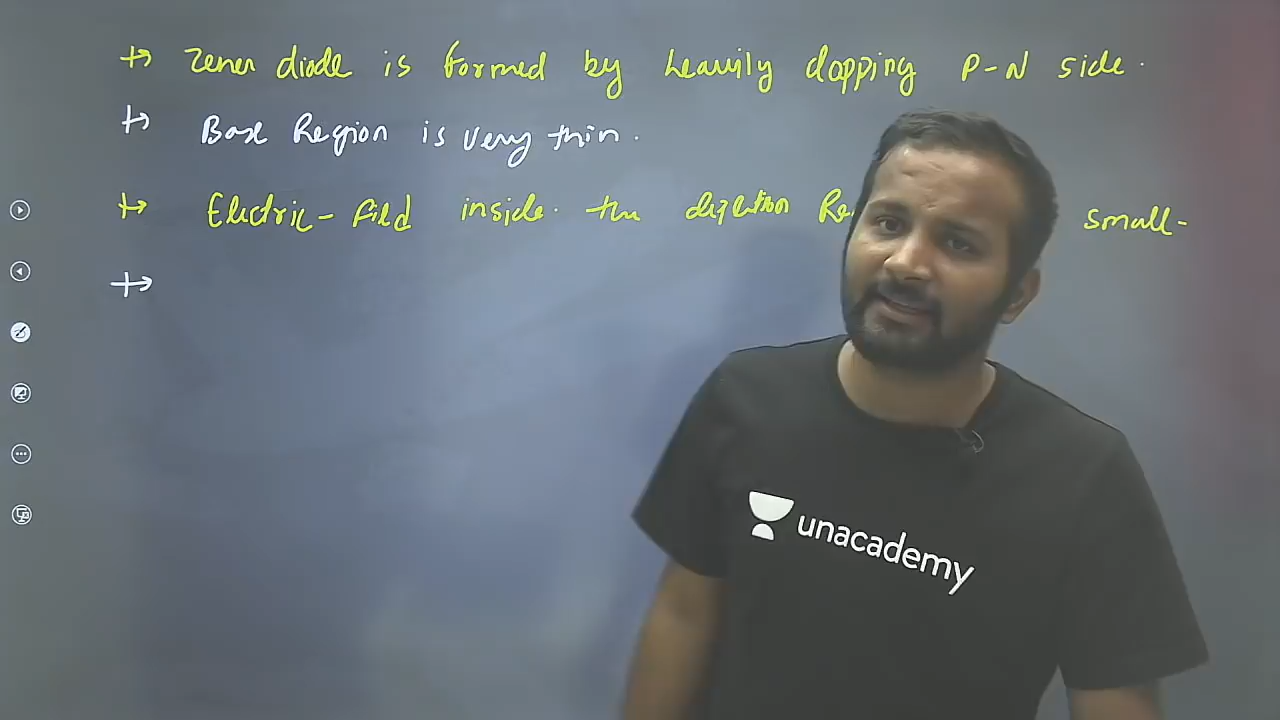 Zener diode is formed by heavily dopping P-N side.
Base Region is very thin.
Electric-field inside. the depletion Re small-
unacademy